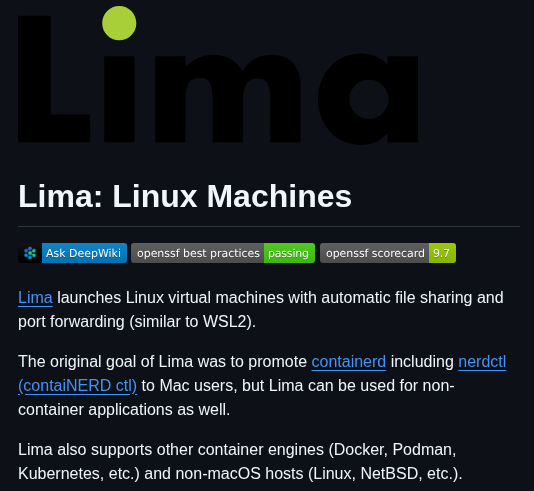 Lima
Lima: Linux Machines
Ask DeepWiki openssf best practices passing openssf scorecard 9.7
Lima launches Linux virtual machines with automatic file sharing and
port forwarding (similar to WSL2).
The original goal of Lima was to promote containerd including nerdctl
(contaiNERD ctl) to Mac users, but Lima can be used for non-
container applications as well.
Lima also supports other container engines (Docker, Podman,
Kubernetes, etc.) and non-macOS hosts (Linux, NetBSD, etc.).